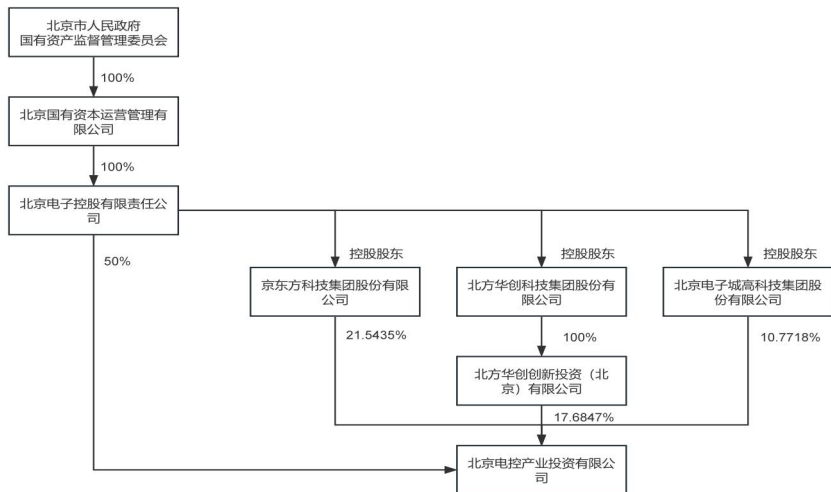 北京市人民政府
国有资产监督管理委员会
100%
北京国有资本运营管理有
限公司
100%
北京电子控股有限责任公
司
50%
控股股东
控股股东
控股股东
京东方科技集团股份有限
公司
北方华创科技集团股份有
限公司
北京电子城高科技集团股
份有限公司
21.5435%
100%
10.7718%
北方华创创新投资（北
京）有限公司
17.6847%
北京电控产业投资有限公
司